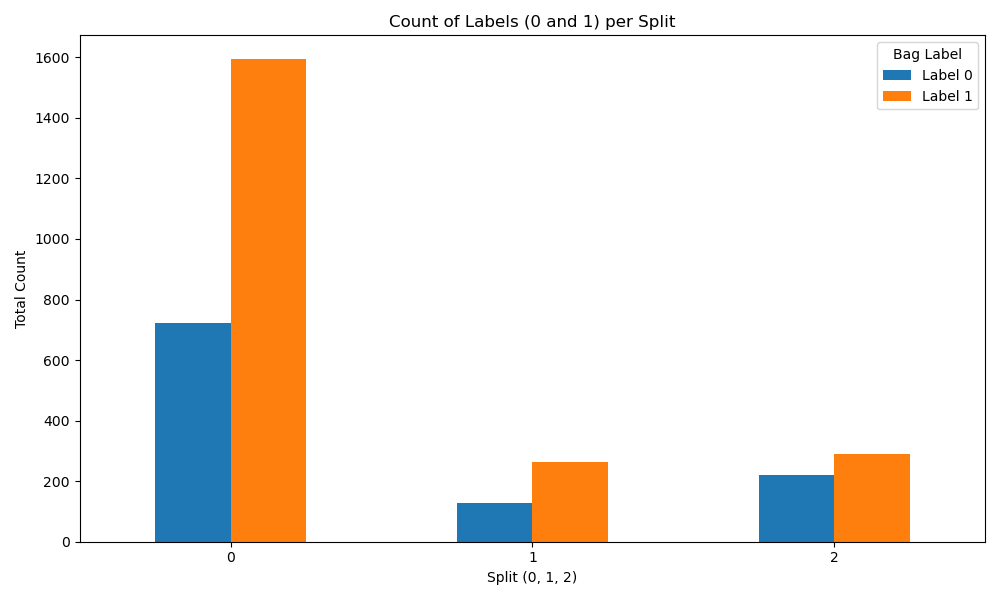 Count of Labels (0 and 1) per Split
Bag Label
Label 0
Label 1
Total Count
1600
1400
1200
1000
800
600
400
200
0
0 1 2
Split (0, 1, 2)